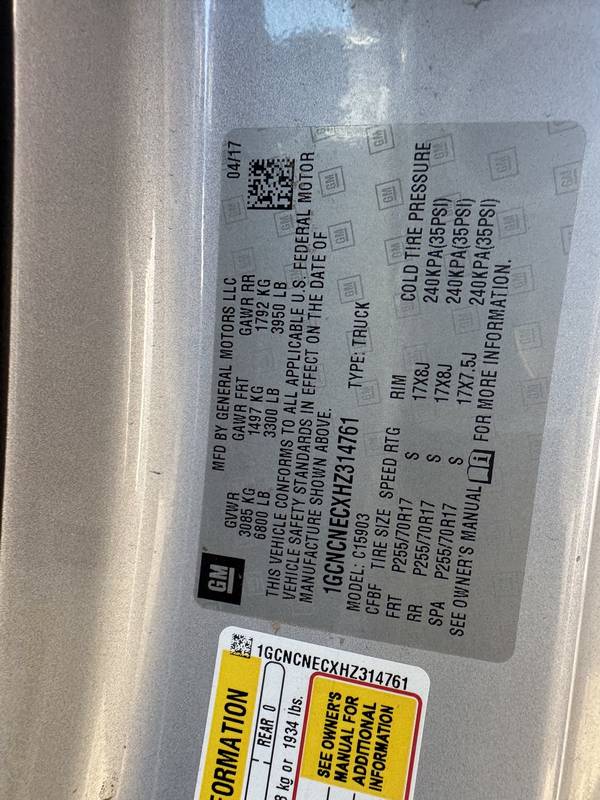 GM
MFD BY GENERAL MOTORS LLC 04/17
GVWR GAWR FRT GAWR RR
3085 KG 1497 KG 1792 KG
6800 LB 3300 LB 3950 LB
THIS VEHICLE CONFORMS TO ALL APPLICABLE U.S. FEDERAL MOTOR
VEHICLE SAFETY STANDARDS IN EFFECT ON THE DATE OF
MANUFACTURE SHOWN ABOVE.
1GCNCNECXHZ314761 TYPE: TRUCK
MODEL: C15903
CFBF TIRE SIZE SPEED RTG RIM COLD TIRE PRESSURE
FRT P255/70R17 S 17X8J 240KPA(35PSI)
RR P255/70R17 S 17X8J 240KPA(35PSI)
SPA P255/70R17 S 17X7.5J 240KPA(35PSI)
SEE OWNER'S MANUAL FOR MORE INFORMATION.
1GCNCNECXHZ314761
REAR 0
kg or 1934 lbs.
SEE OWNER'S
MANUAL FOR
ADDITIONAL
INFORMATION